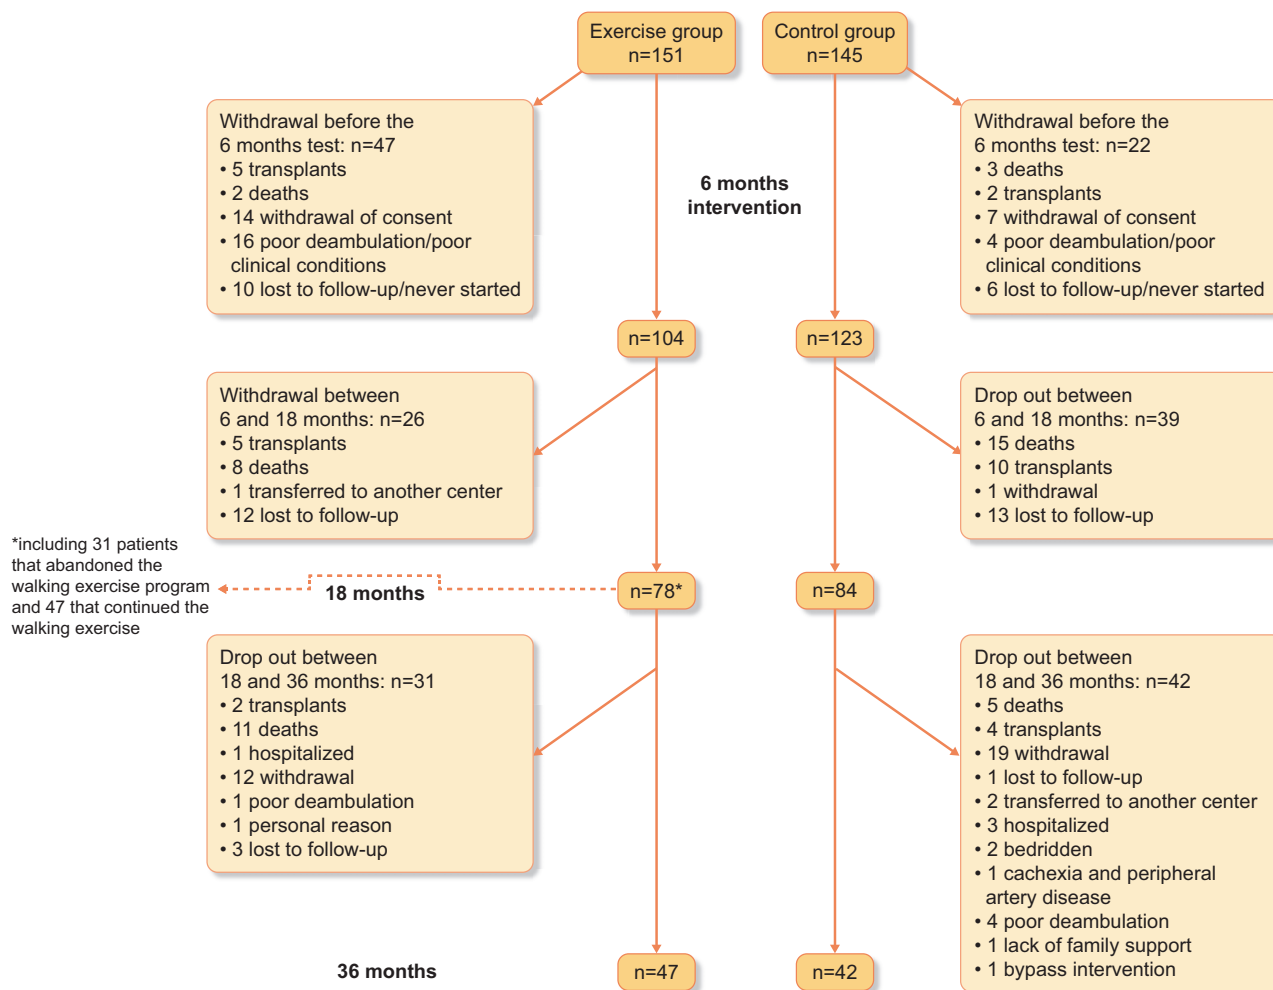 Exercise group
n=151
Control group
n=145
Withdrawal before the
6 months test: n=47
• 5 transplants
• 2 deaths
• 14 withdrawal of consent
• 16 poor deambulation/poor
clinical conditions
• 10 lost to follow-up/never started
6 months
intervention
Withdrawal before the
6 months test: n=22
• 3 deaths
• 2 transplants
• 7 withdrawal of consent
• 4 poor deambulation/poor
clinical conditions
• 6 lost to follow-up/never started
n=104
n=123
Withdrawal between
6 and 18 months: n=26
• 5 transplants
• 8 deaths
• 1 transferred to another center
• 12 lost to follow-up
Drop out between
6 and 18 months: n=39
• 15 deaths
• 10 transplants
• 1 withdrawal
• 13 lost to follow-up
*including 31 patients
that abandoned the
walking exercise program
and 47 that continued the
walking exercise
18 months
n=78*
n=84
Drop out between
18 and 36 months: n=31
• 2 transplants
• 11 deaths
• 1 hospitalized
• 12 withdrawal
• 1 poor deambulation
• 1 personal reason
• 3 lost to follow-up
Drop out between
18 and 36 months: n=42
• 5 deaths
• 4 transplants
• 19 withdrawal
• 1 lost to follow-up
• 2 transferred to another center
• 3 hospitalized
• 2 bedridden
• 1 cachexia and peripheral
artery disease
• 4 poor deambulation
• 1 lack of family support
• 1 bypass intervention
36 months
n=47
n=42